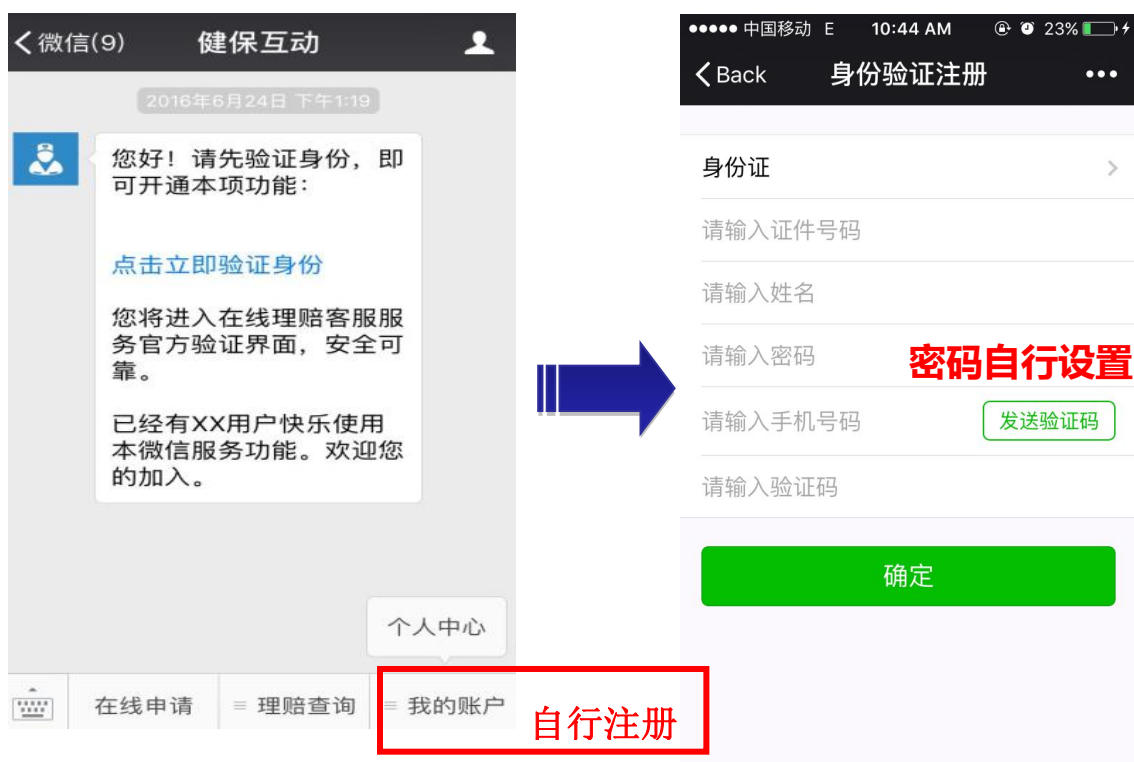 微信(9)
健保互动
2016年6月24日 下午1:19
您好！请先验证身份，即
可开通本项功能：
点击立即验证身份
您将进入在线理赔客服服
务官方验证界面，安全可
靠。
已经有XX用户快乐使用
本微信服务功能。欢迎您
的加入。
个人中心
在线申请
理赔查询
我的账户
自行注册
中国移动 E 10:44 AM 23%
Back
身份验证注册
身份证
请输入证件号码
请输入姓名
请输入密码
密码自行设置
请输入手机号码
发送验证码
请输入验证码
确定